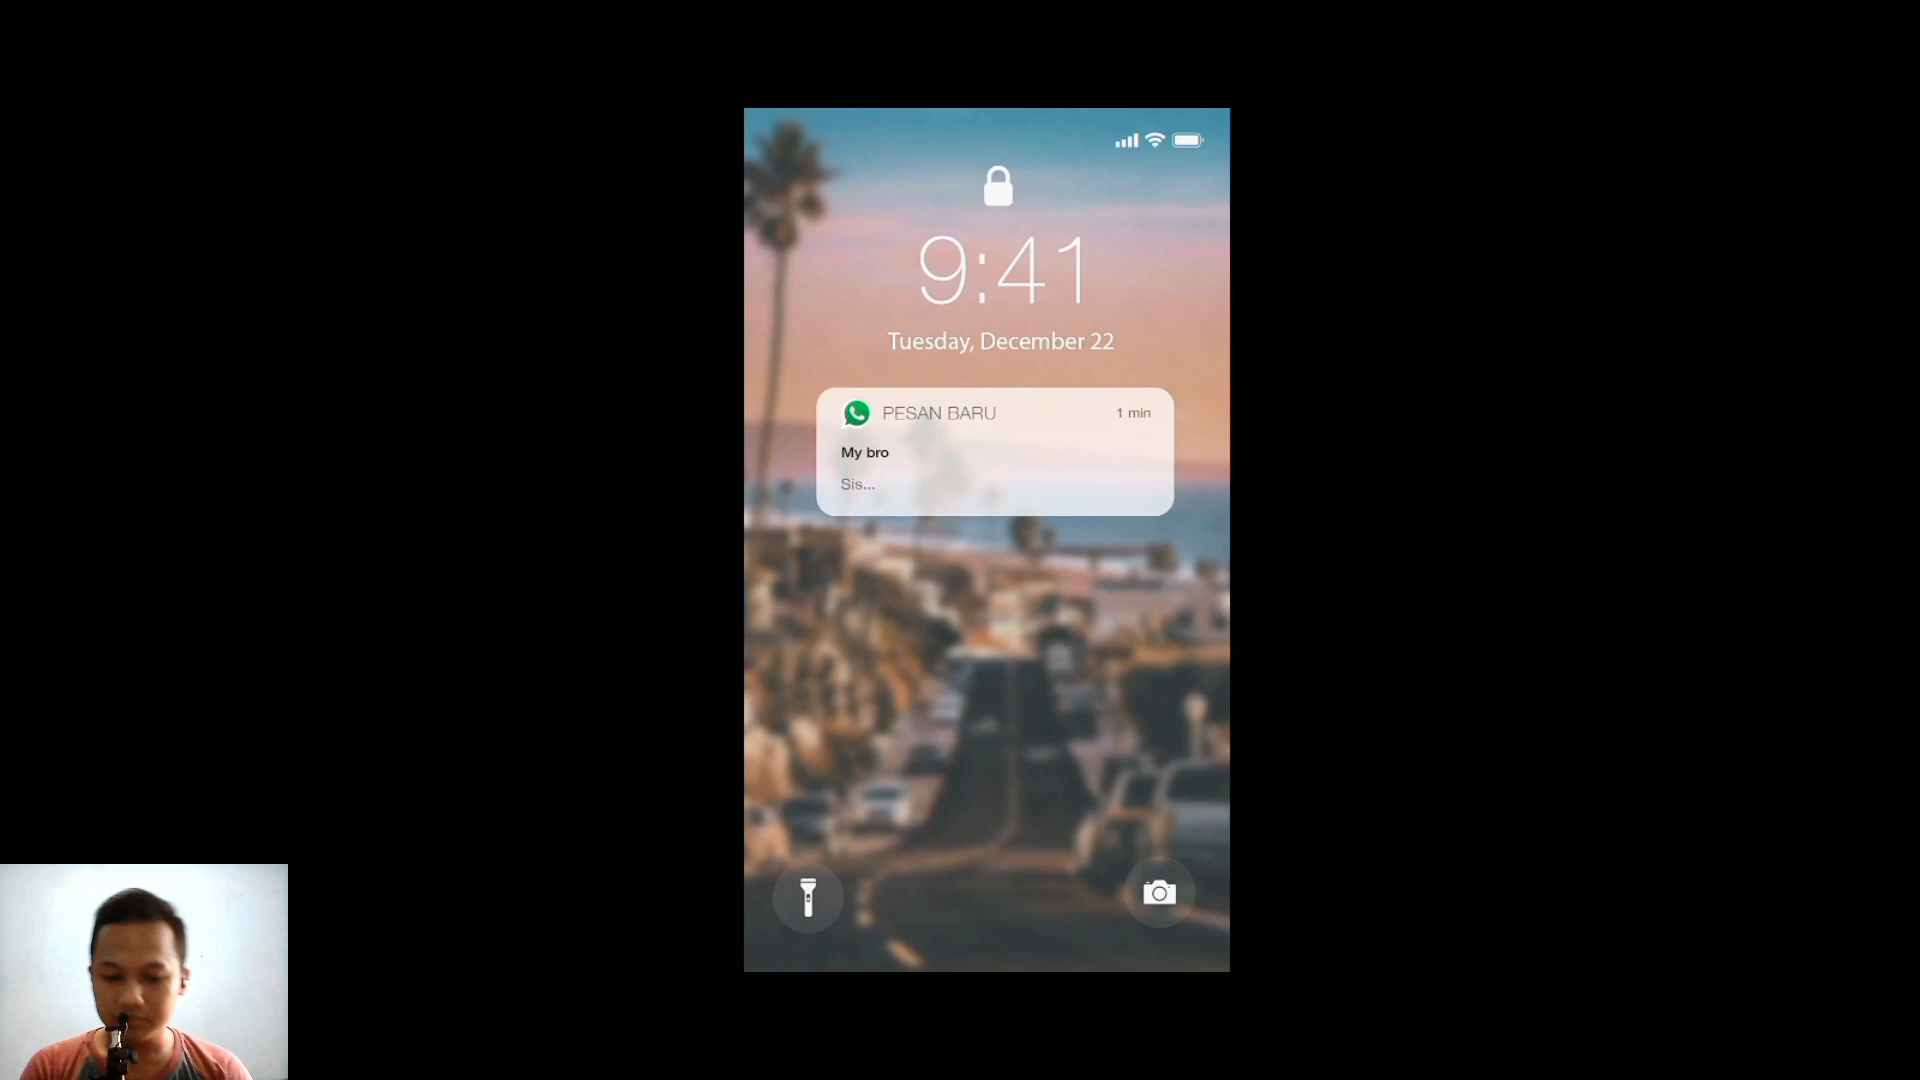 9:41
Tuesday, December 22
PESAN BARU 1 min
My bro
Sis...